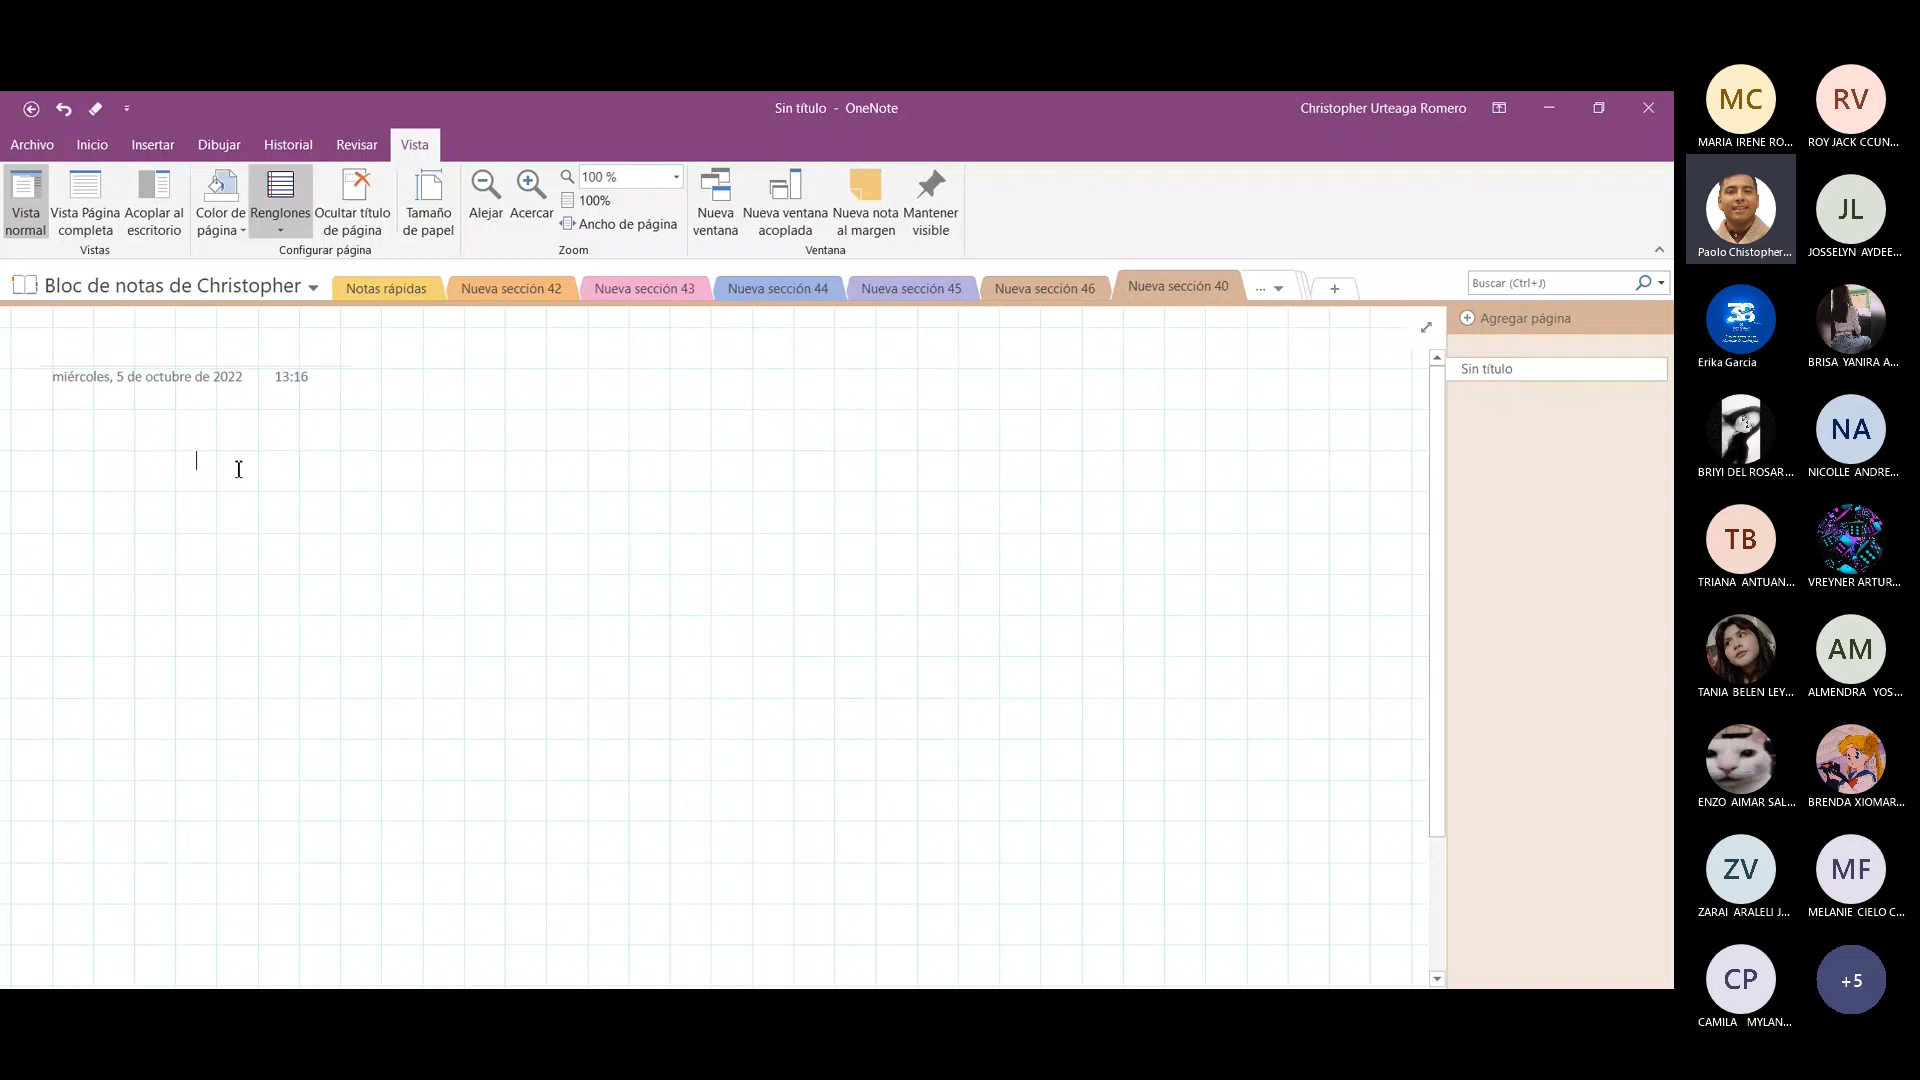 Sin título - OneNote
Christopher Urteaga Romero
Archivo
Inicio
Insertar
Dibujar
Historial
Revisar
Vista
Vista normal
Vista Página completa
Acoplar al escritorio
Vistas
Color de página
Renglones
Ocultar título de página
Tamaño de papel
Configurar página
Alejar
Acercar
100 %
100%
Ancho de página
Zoom
Nueva ventana
Nueva ventana acoplada
Nueva nota al margen
Mantener visible
Ventana
Bloc de notas de Christopher
Notas rápidas
Nueva sección 42
Nueva sección 43
Nueva sección 44
Nueva sección 45
Nueva sección 46
Nueva sección 40
...
Buscar (Ctrl+J)
Agregar página
Sin título
miércoles, 5 de octubre de 2022
13:16
MC
MARIA IRENE RO...
RV
ROY JACK CCUN...
Paolo Chistopher...
JL
JOSSELYN AYDEE...
38
Erika Garcia
BRISA YANIRA A...
BRIYI DEL ROSAR...
NA
NICOLLE ANDRE...
TB
TRIANA ANTUAN...
VREYNER ARTUR...
TANIA BELEN LEY...
AM
ALMENDRA YOS...
ENZO AIMAR SAL...
BRENDA XIOMAR...
ZV
ZARAI ARALELI J...
MF
MELANIE CIELO C...
CP
CAMILA MYLAN...
+5